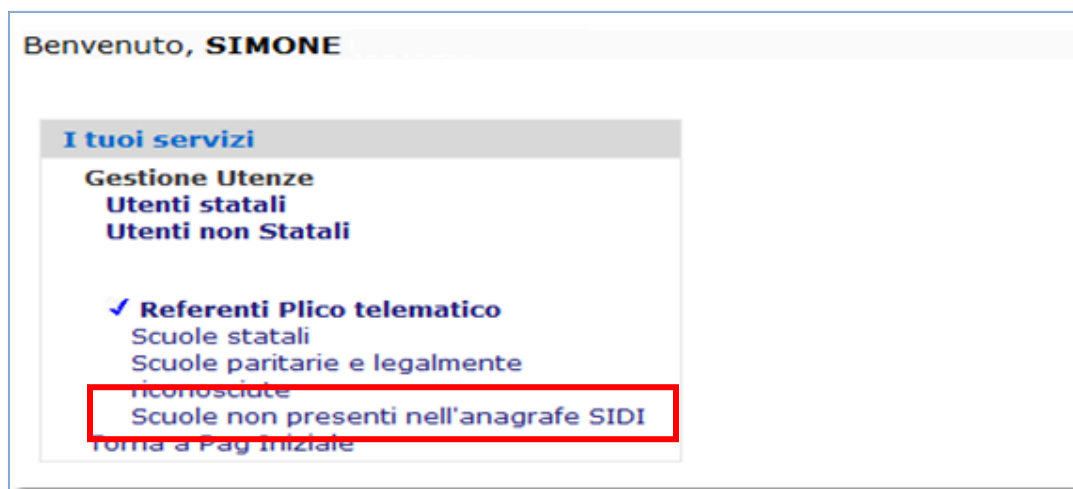 Benvenuto, SIMONE
I tuoi servizi
Gestione Utenze
Utenti statali
Utenti non Statali
Referenti Plico telematico
Scuole statali
Scuole paritarie e legalmente
riconosciute
Scuole non presenti nell'anagrafe SIDI
Torna a Pag Iniziale